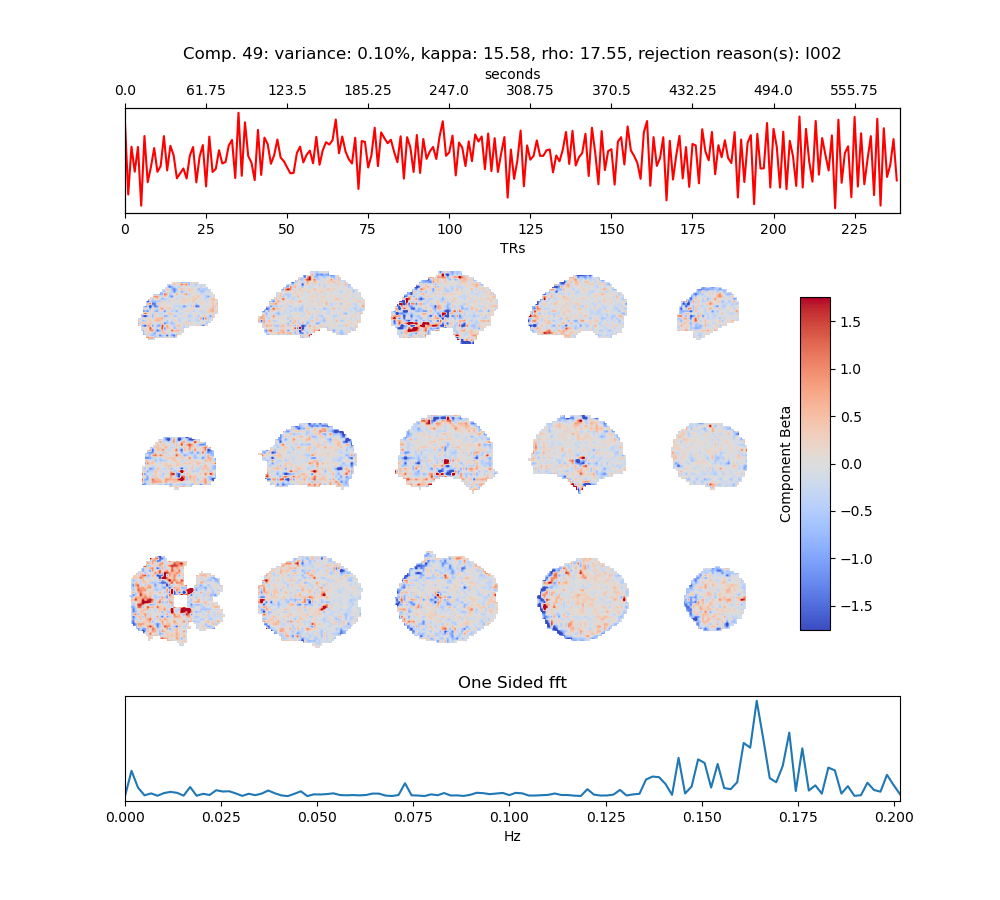 Comp. 49: variance: 0.10%, kappa: 15.58, rho: 17.55, rejection reason(s): I002
seconds
0.0 61.75 123.5 185.25 247.0 308.75 370.5 432.25 494.0 555.75
0 25 50 75 100 125 150 175 200 225
TRs
1.5
1.0
0.5
0.0
−0.5
−1.0
−1.5
Component Beta
One Sided fft
0.000 0.025 0.050 0.075 0.100 0.125 0.150 0.175 0.200
Hz